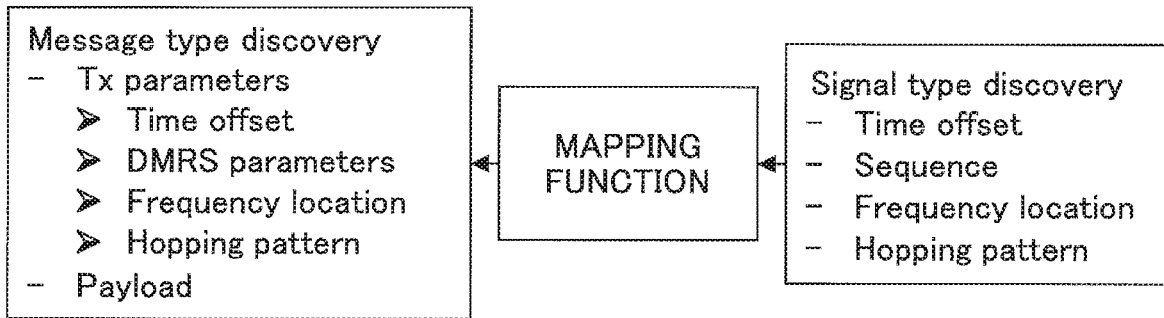 Message type discovery
– Tx parameters
➤ Time offset
➤ DMRS parameters
➤ Frequency location
➤ Hopping pattern
– Payload
MAPPING
FUNCTION
Signal type discovery
– Time offset
– Sequence
– Frequency location
– Hopping pattern